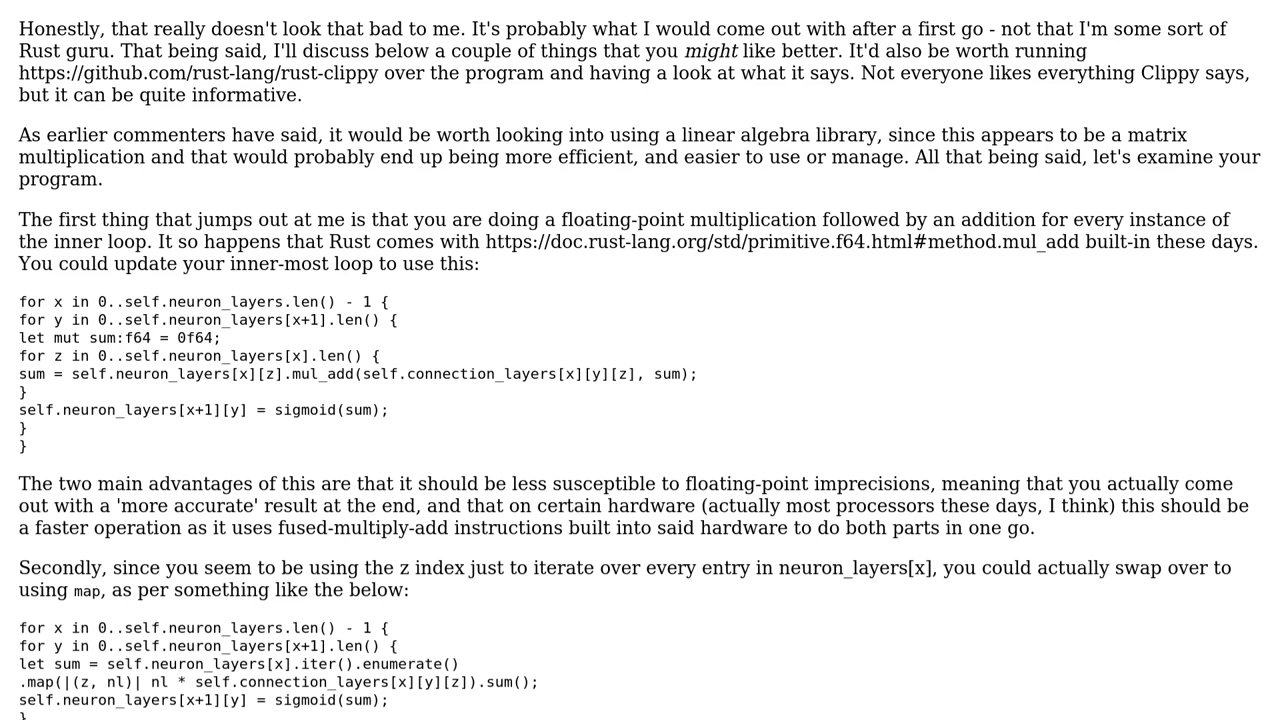 Honestly, that really doesn't look that bad to me. It's probably what I would come out with after a first go - not that I'm some sort of
Rust guru. That being said, I'll discuss below a couple of things that you might like better. It'd also be worth running
https://github.com/rust-lang/rust-clippy over the program and having a look at what it says. Not everyone likes everything Clippy says,
but it can be quite informative.
As earlier commenters have said, it would be worth looking into using a linear algebra library, since this appears to be a matrix
multiplication and that would probably end up being more efficient, and easier to use or manage. All that being said, let's examine your
program.
The first thing that jumps out at me is that you are doing a floating-point multiplication followed by an addition for every instance of
the inner loop. It so happens that Rust comes with https://doc.rust-lang.org/std/primitive.f64.html#method.mul_add built-in these days.
You could update your inner-most loop to use this:
for x in 0..self.neuron_layers.len() - 1 {
for y in 0..self.neuron_layers[x+1].len() {
let mut sum:f64 = 0f64;
for z in 0..self.neuron_layers[x].len() {
sum = self.neuron_layers[x][z].mul_add(self.connection_layers[x][y][z], sum);
}
self.neuron_layers[x+1][y] = sigmoid(sum);
}
}
The two main advantages of this are that it should be less susceptible to floating-point imprecisions, meaning that you actually come
out with a 'more accurate' result at the end, and that on certain hardware (actually most processors these days, I think) this should be
a faster operation as it uses fused-multiply-add instructions built into said hardware to do both parts in one go.
Secondly, since you seem to be using the z index just to iterate over every entry in neuron_layers[x], you could actually swap over to
using map, as per something like the below:
for x in 0..self.neuron_layers.len() - 1 {
for y in 0..self.neuron_layers[x+1].len() {
let sum = self.neuron_layers[x].iter().enumerate()
.map(|(z, nl)| nl * self.connection_layers[x][y][z]).sum();
self.neuron_layers[x+1][y] = sigmoid(sum);
}